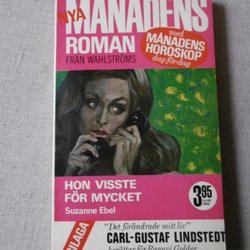 NYA
MÅNADENS
ROMAN
FRÅN WAHLSTRÖMS
med
MÅNADENS
HOROSKOP
dag-för-dag
HON VISSTE
FÖR MYCKET
Suzanne Ebel
3.95
"Det förändrade mitt liv"
CARL-GUSTAF LINDSTEDT